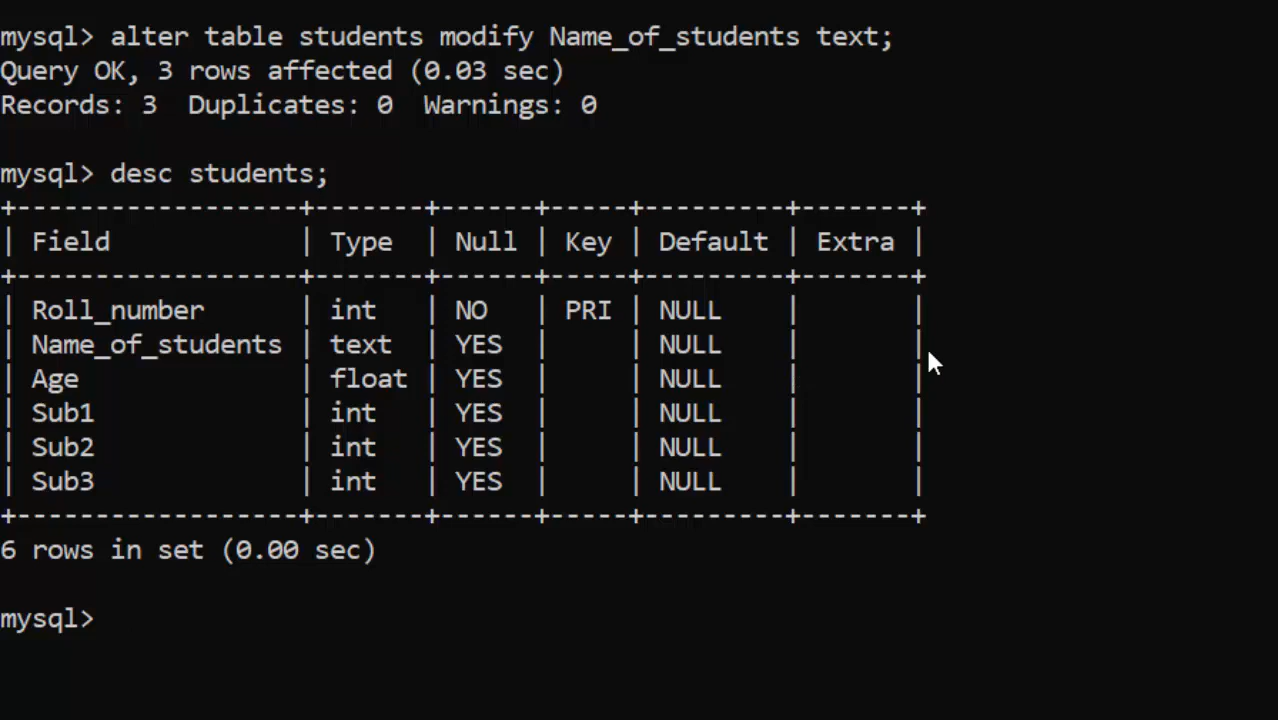 mysql> alter table students modify Name_of_students text;
Query OK, 3 rows affected (0.03 sec)
Records: 3  Duplicates: 0  Warnings: 0

mysql> desc students;
+------------------+-------+------+-----+---------+-------+
| Field            | Type  | Null | Key | Default | Extra |
+------------------+-------+------+-----+---------+-------+
| Roll_number      | int   | NO   | PRI | NULL    |       |
| Name_of_students | text  | YES  |     | NULL    |       |
| Age              | float | YES  |     | NULL    |       |
| Sub1             | int   | YES  |     | NULL    |       |
| Sub2             | int   | YES  |     | NULL    |       |
| Sub3             | int   | YES  |     | NULL    |       |
+------------------+-------+------+-----+---------+-------+
6 rows in set (0.00 sec)

mysql>